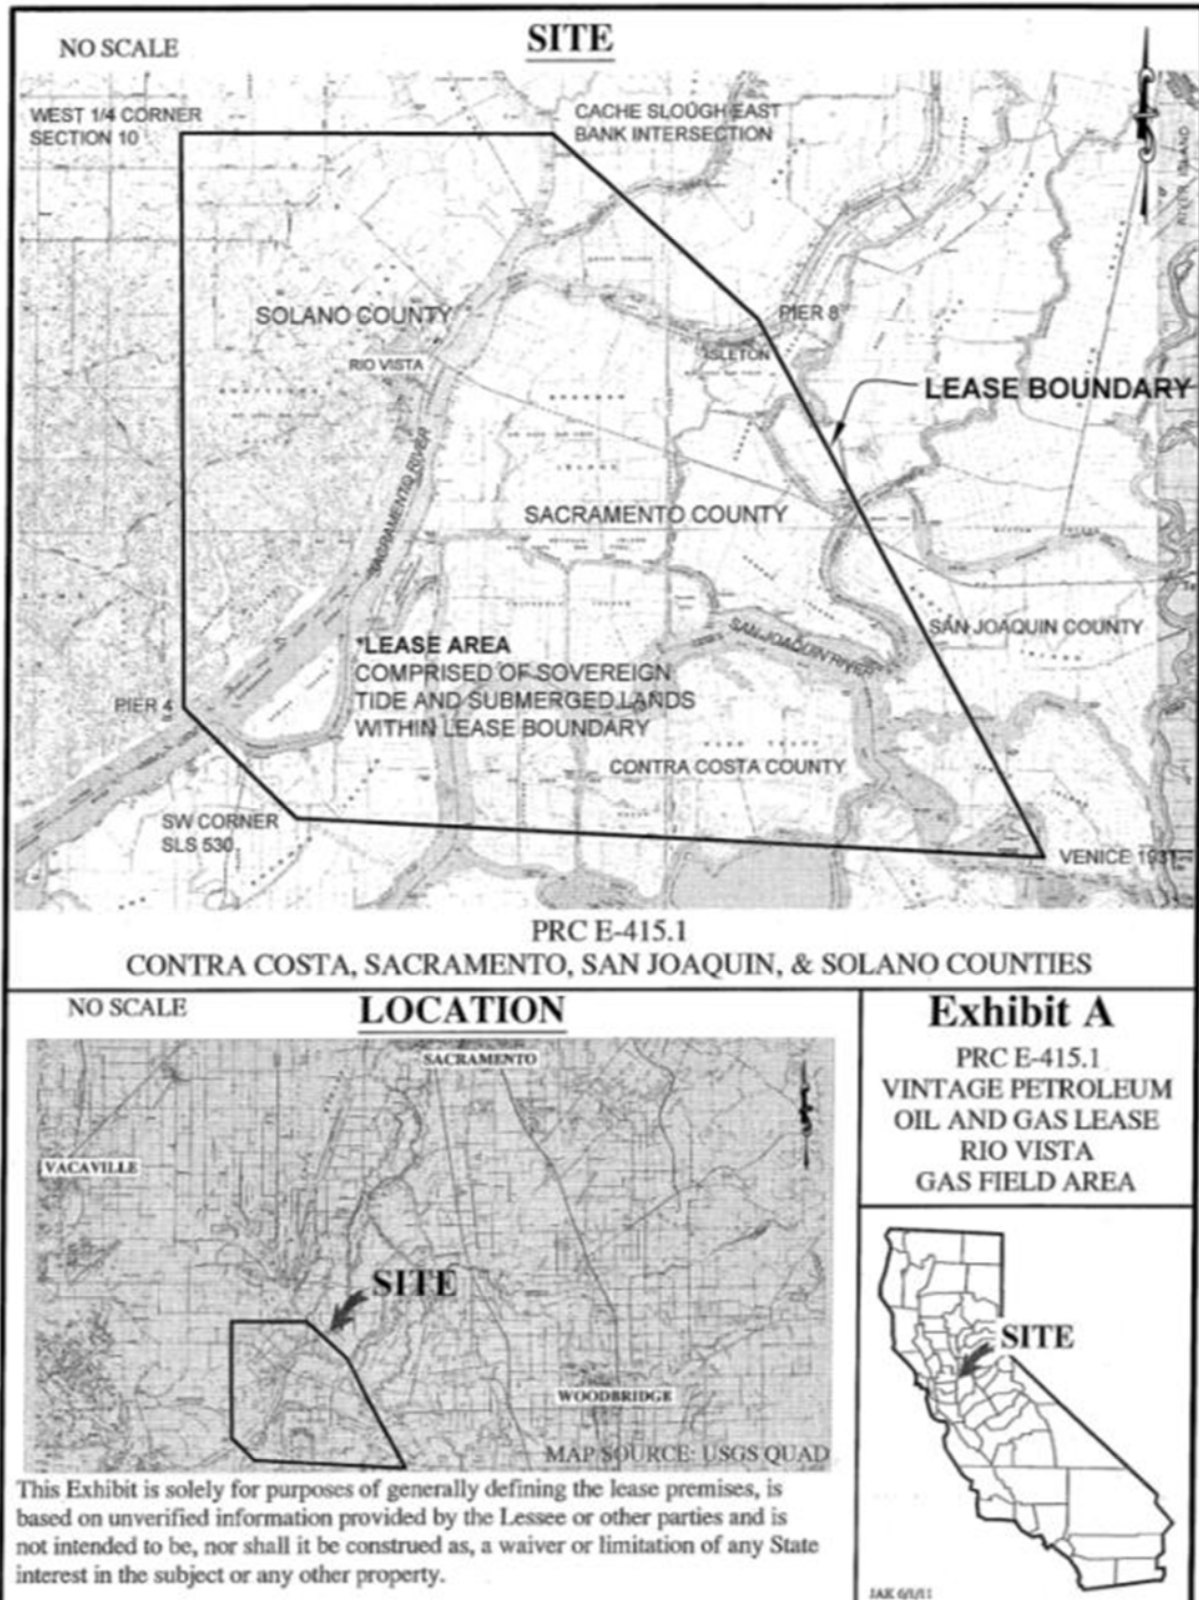 SITE
NO SCALE
WEST 1/4 CORNER
SECTION 10
CACHE SLOUGH EAST
BANK INTERSECTION
SOLANO COUNTY
PIER 8
RIO VISTA
ISLETON
LEASE BOUNDARY
SACRAMENTO RIVER
SACRAMENTO COUNTY
SAN JOAQUIN RIVER
SAN JOAQUIN COUNTY
*LEASE AREA
COMPRISED OF SOVEREIGN
TIDE AND SUBMERGED LANDS
WITHIN LEASE BOUNDARY
PIER 4
CONTRA COSTA COUNTY
SW CORNER
SLS 530
VENICE 1931
PRC E-415.1
CONTRA COSTA, SACRAMENTO, SAN JOAQUIN, & SOLANO COUNTIES
NO SCALE
LOCATION
SACRAMENTO
VACAVILLE
SITE
WOODBRIDGE
MAP SOURCE: USGS QUAD
This Exhibit is solely for purposes of generally defining the lease premises, is
based on unverified information provided by the Lessee or other parties and is
not intended to be, nor shall it be construed as, a waiver or limitation of any State
interest in the subject or any other property.
Exhibit A
PRC E-415.1
VINTAGE PETROLEUM
OIL AND GAS LEASE
RIO VISTA
GAS FIELD AREA
SITE
JAK 6/1/11